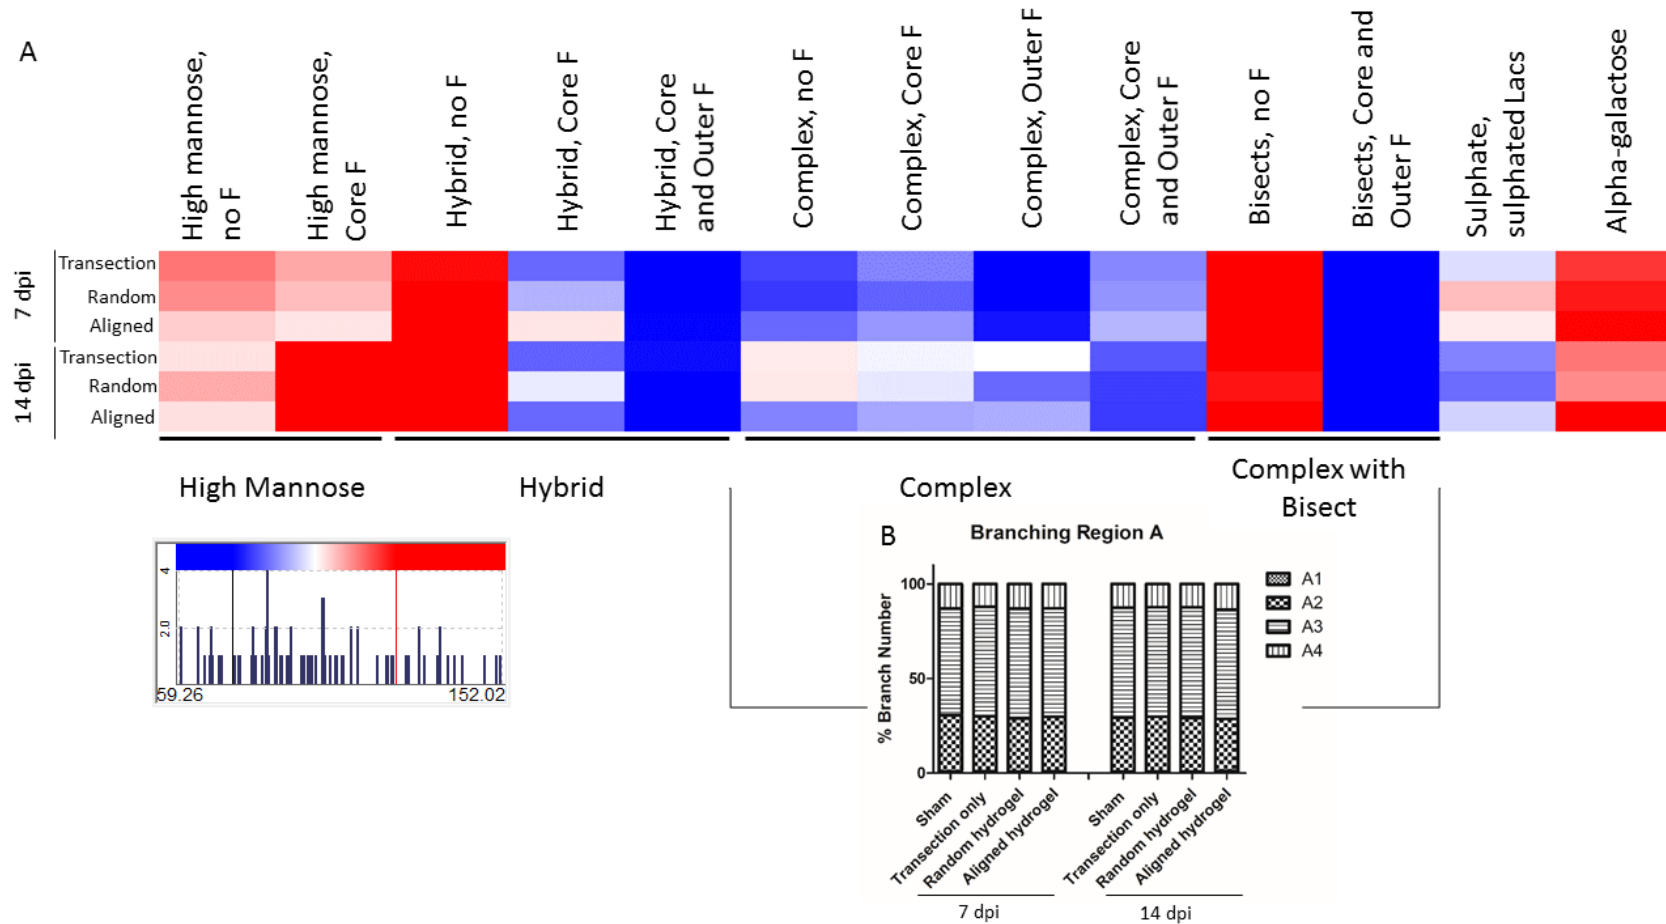 A
High mannose,
no F
High mannose,
Core F
Hybrid, no F
Hybrid, Core F
Hybrid, Core
and Outer F
Complex, no F
Complex, Core F
Complex, Outer F
Complex, Core
and Outer F
Bisects, no F
Bisects, Core and
Outer F
Sulphate,
sulphated Lacs
Alpha-galactose
7 dpi
Transection
Random
Aligned
14 dpi
Transection
Random
Aligned
High Mannose
Hybrid
Complex
Complex with
Bisect
4
2.0
59.26
152.02
B
Branching Region A
% Branch Number
100
50
0
A1
A2
A3
A4
Sham
Transection only
Random hydrogel
Aligned hydrogel
Sham
Transection only
Random hydrogel
Aligned hydrogel
7 dpi
14 dpi